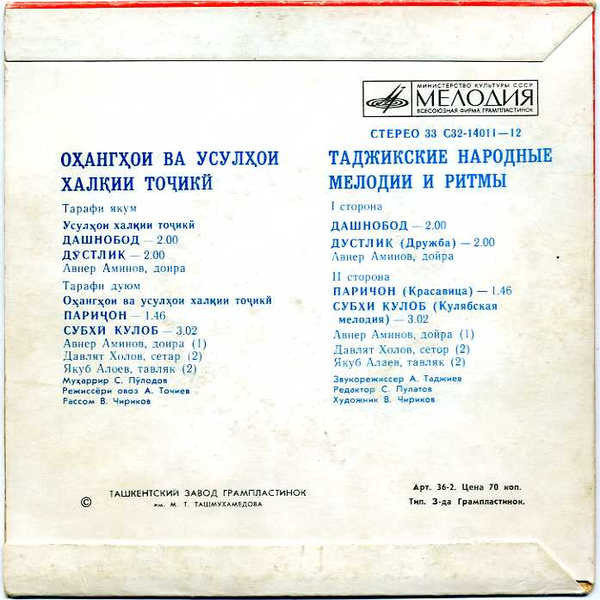 МИНИСТЕРСТВО КУЛЬТУРЫ СССР
МЕЛОДИЯ
ВСЕСОЮЗНАЯ ФИРМА ГРАМПЛАСТИНОК
СТЕРЕО 33 С32-14011—12
ОҲАНГҲОИ ВА УСУЛҲОИ
ХАЛҚИИ ТОҶИКӢ
Тарафи якум
Усулҳои халқии тоҷикӣ
ДАШНОБОД — 2.00
ДӮСТЛИК — 2.00
Авнер Аминов, доира
Тарафи дуюм
Оҳангҳои ва усулҳои халқии тоҷикӣ
ПАРИҶОН — 1.46
СУБҲИ КУЛОБ — 3.02
Авнер Аминов, доира (1)
Давлят Холов, сетар (2)
Якуб Алоев, тавляк (2)
Муҳаррир С. Пӯлодов
Режиссёри овоз А. Тоҷиев
Рассом В. Чириков
ТАДЖИКСКИЕ НАРОДНЫЕ
МЕЛОДИИ И РИТМЫ
I сторона
ДАШНОБОД — 2.00
ДУСТЛИК (Дружба) — 2.00
Авнер Аминов, дойра
II сторона
ПАРИЧОН (Красавица) — 1.46
СУБХИ КУЛОБ (Кулябская
мелодия) — 3.02
Авнер Аминов, дойра (1)
Давлят Холов, сетор (2)
Якуб Алаев, тавляк (2)
Звукорежиссер А. Таджиев
Редактор С. Пулатов
Художник В. Чириков
© ТАШКЕНТСКИЙ ЗАВОД ГРАМПЛАСТИНОК
им. М. Т. ТАШМУХАМЕДОВА
Арт. 36-2. Цена 70 коп.
Тип. З-да Грампластинок.